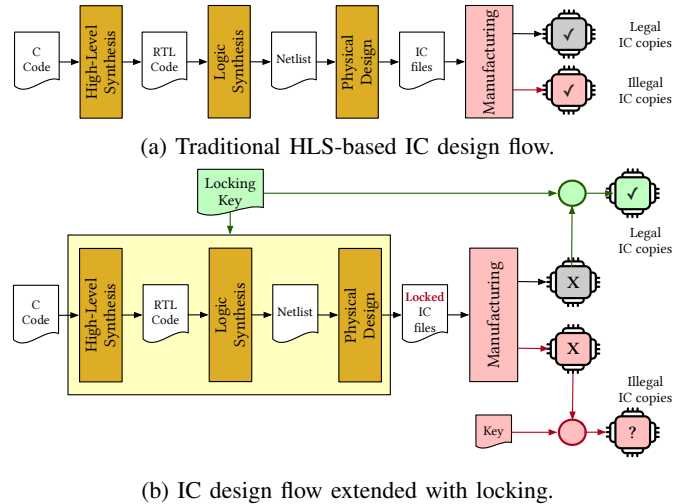 C
Code
High-Level
Synthesis
RTL
Code
Logic
Synthesis
Netlist
Physical
Design
IC
files
Manufacturing
✓
✓
Legal
IC copies
Illegal
IC copies
(a) Traditional HLS-based IC design flow.
Locking
Key
✓
Legal
IC copies
C
Code
High-Level
Synthesis
RTL
Code
Logic
Synthesis
Netlist
Physical
Design
Locked
IC
files
Manufacturing
X
X
Key
?
Illegal
IC copies
(b) IC design flow extended with locking.